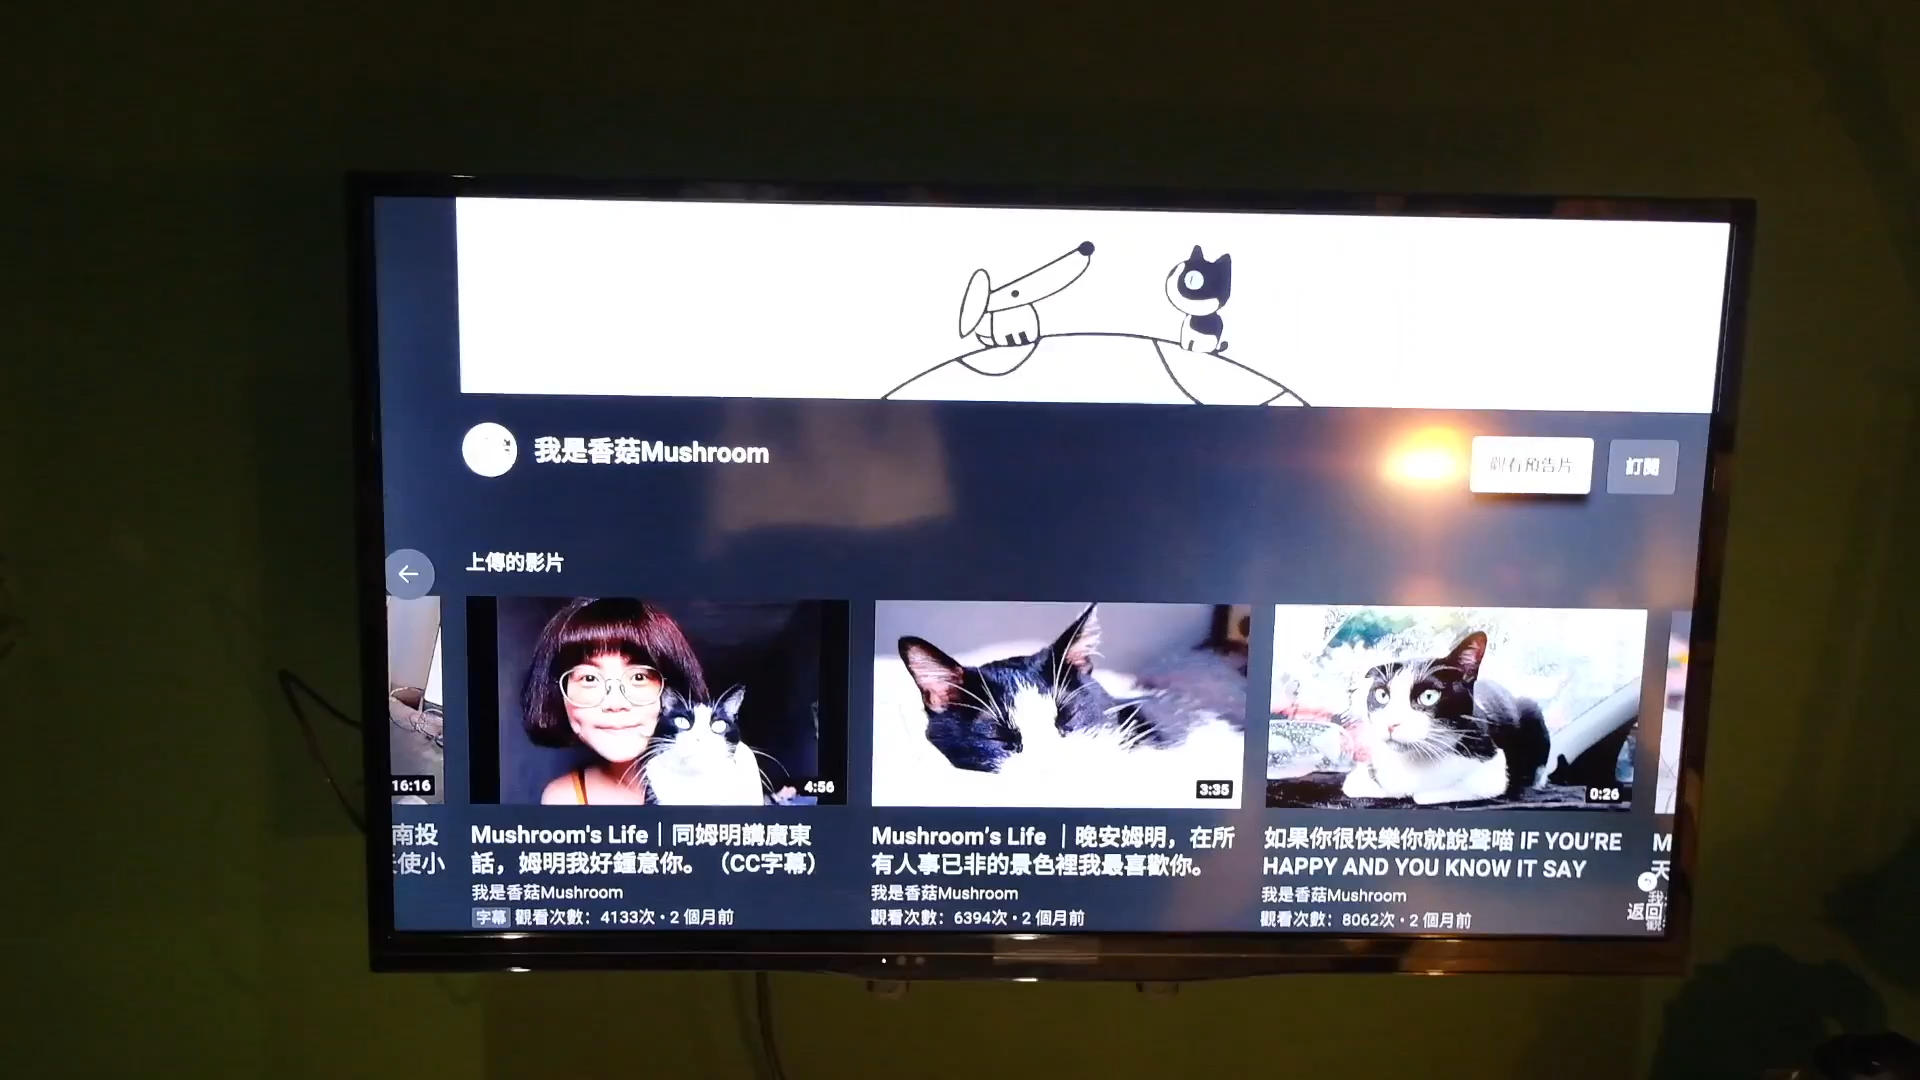 我是香菇Mushroom
觀看預告片
訂閱
上傳的影片
16:16
4:56
3:35
0:26
南投
使小
Mushroom's Life｜同姆明講廣東
話，姆明我好鍾意你。（CC字幕）
我是香菇Mushroom
字幕 觀看次數：4133次・2 個月前
Mushroom's Life ｜晚安姆明，在所
有人事已非的景色裡我最喜歡你。
我是香菇Mushroom
觀看次數：6394次・2 個月前
如果你很快樂你就說聲喵 IF YOU'RE
HAPPY AND YOU KNOW IT SAY
我是香菇Mushroom
觀看次數：8062次・2 個月前
M
天
我
返回